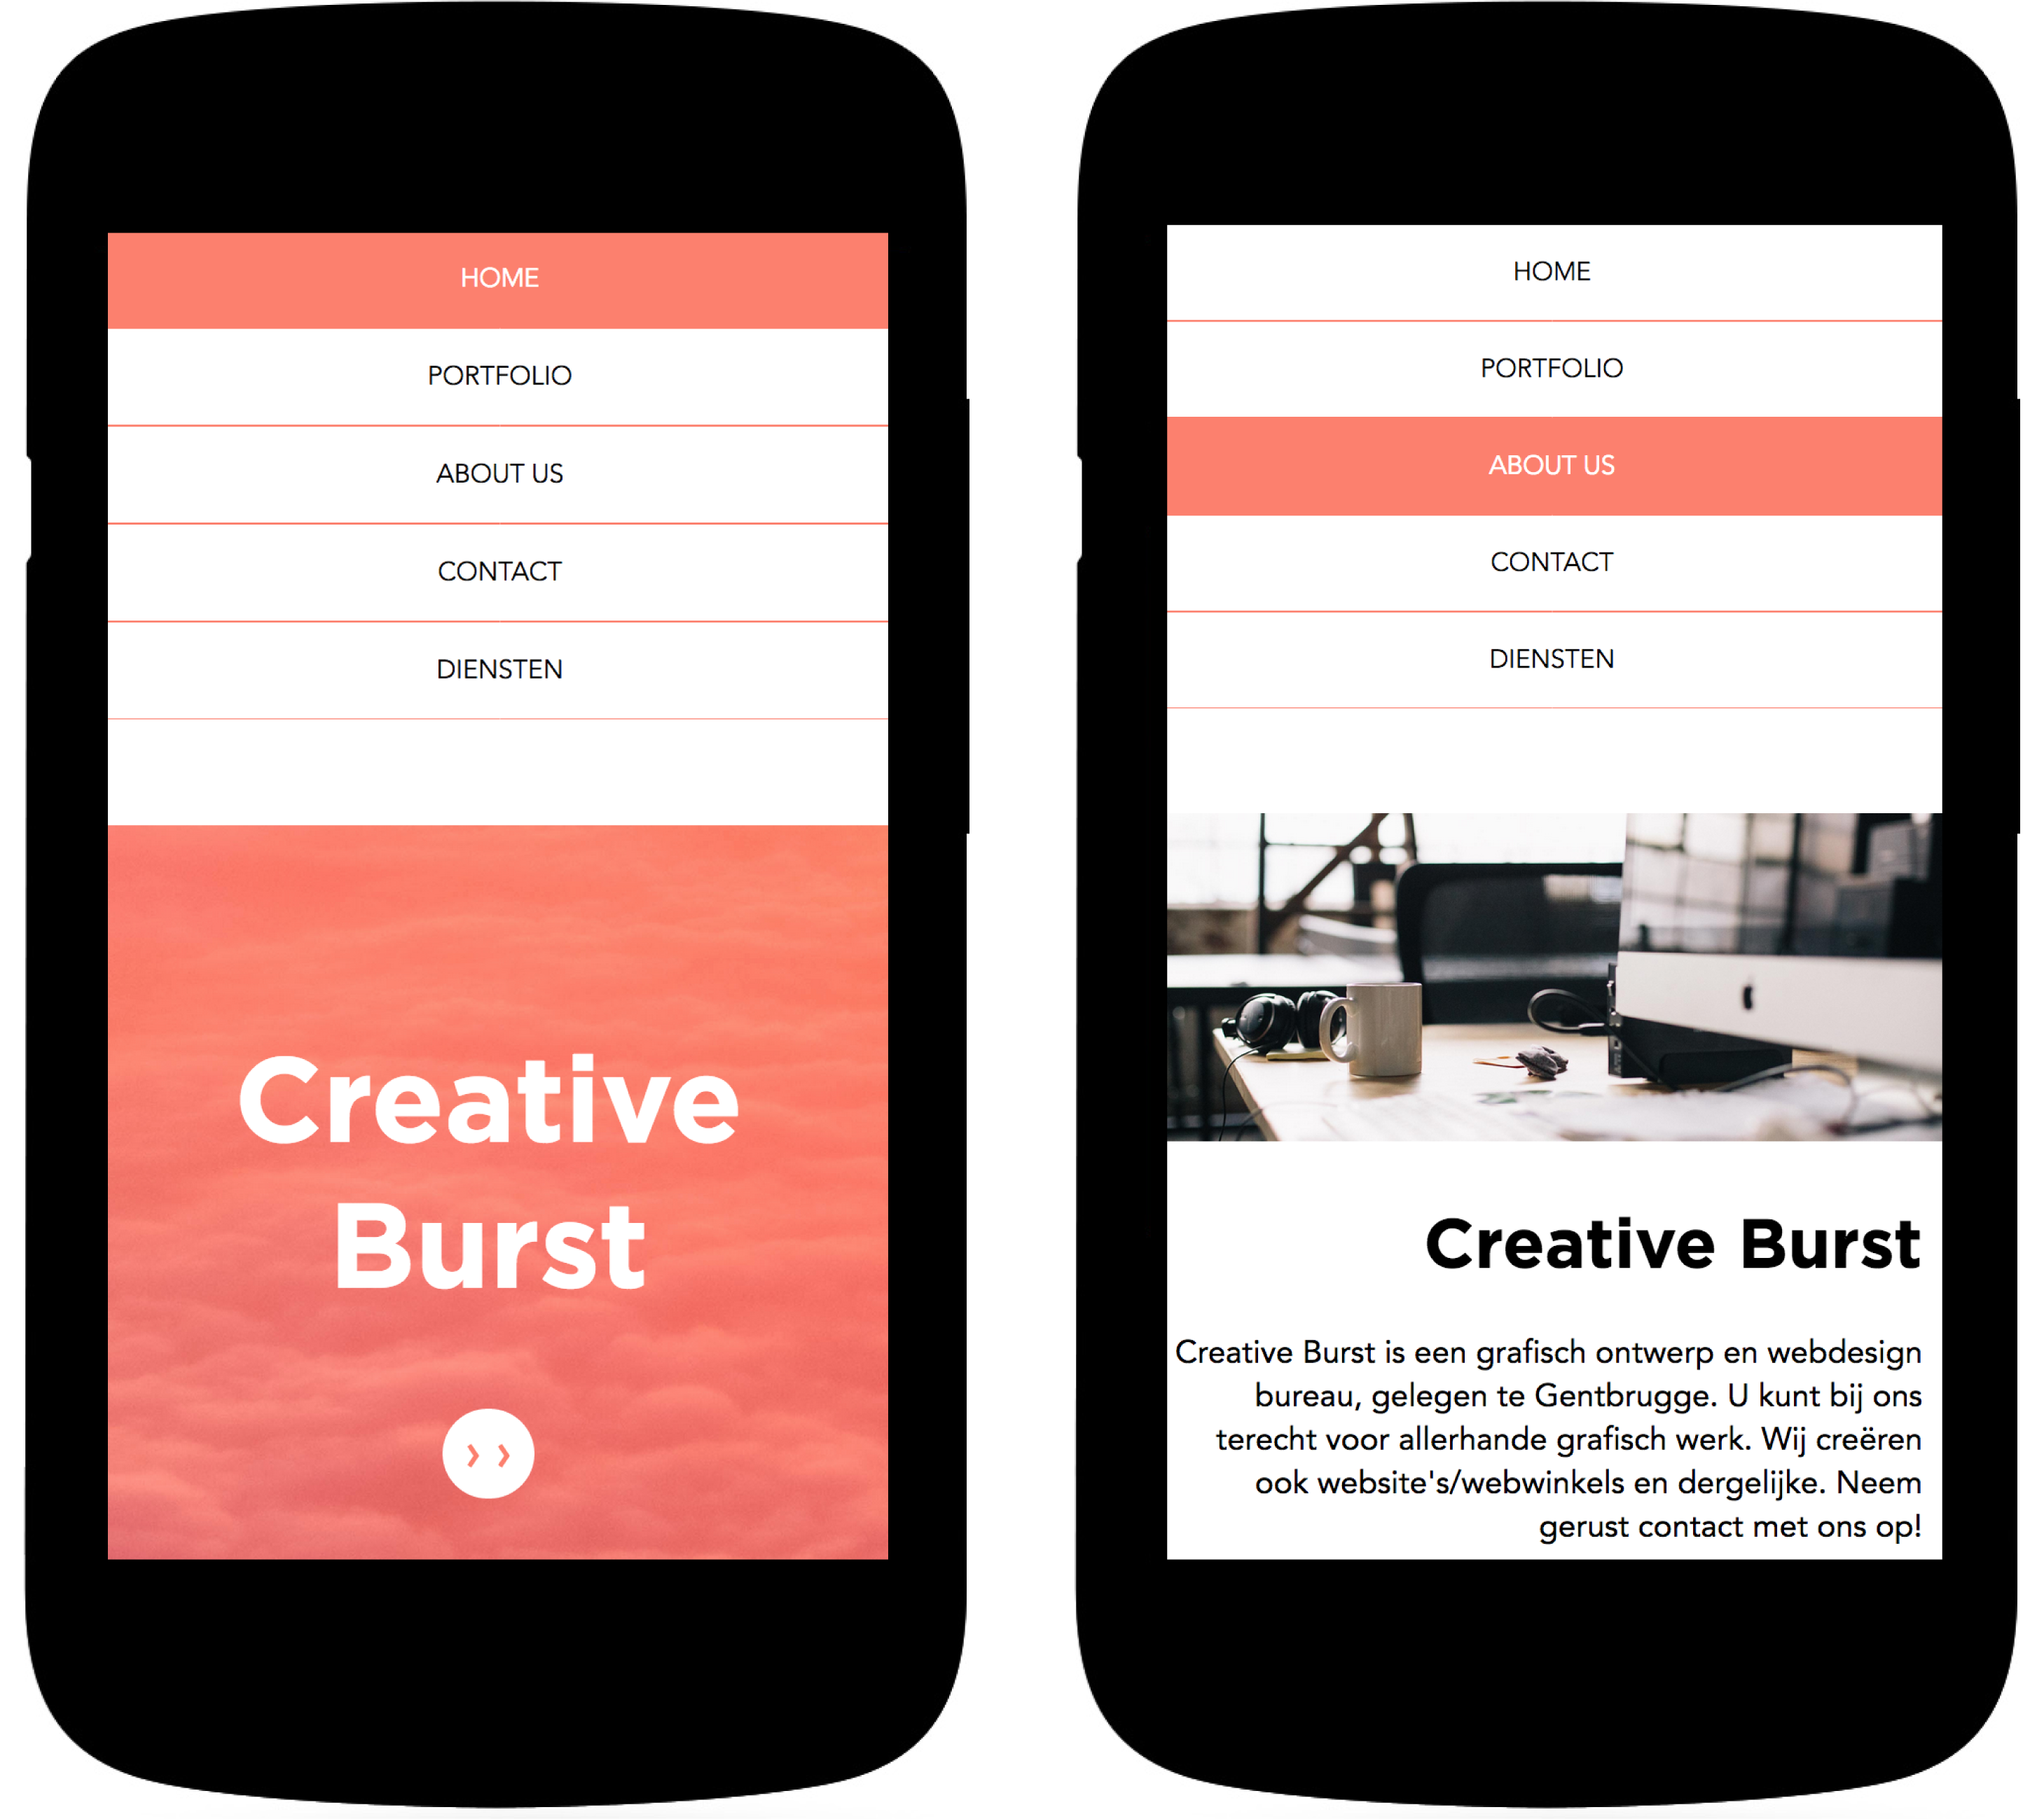 HOME
PORTFOLIO
ABOUT US
CONTACT
DIENSTEN
Creative
Burst
HOME
PORTFOLIO
ABOUT US
CONTACT
DIENSTEN
Creative Burst
Creative Burst is een grafisch ontwerp en webdesign
bureau, gelegen te Gentbrugge. U kunt bij ons
terecht voor allerhande grafisch werk. Wij creëren
ook website's/webwinkels en dergelijke. Neem
gerust contact met ons op!